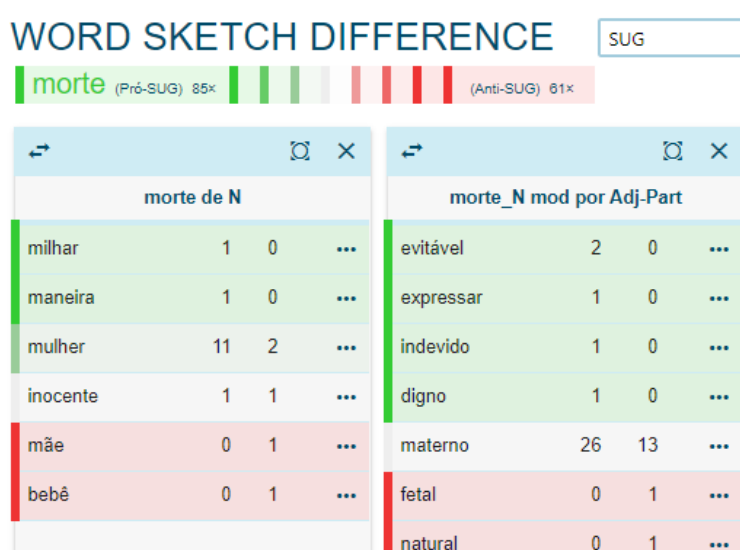 WORD SKETCH DIFFERENCE
SUG
morte (Pró-SUG) 85× (Anti-SUG) 61×
morte de N
milhar 1 0
maneira 1 0
mulher 11 2
inocente 1 1
mãe 0 1
bebê 0 1
morte_N mod por Adj-Part
evitável 2 0
expressar 1 0
indevido 1 0
digno 1 0
materno 26 13
fetal 0 1
natural 0 1